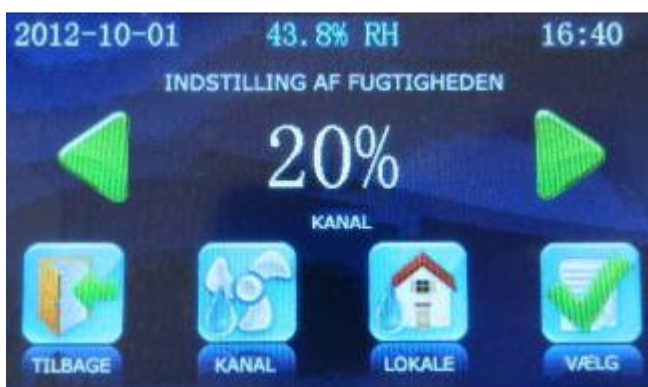 2012-10-01 43.8% RH 16:40
INDSTILLING AF FUGTIGHEDEN
20%
KANAL
TILBAGE KANAL LOKALE VÆLG